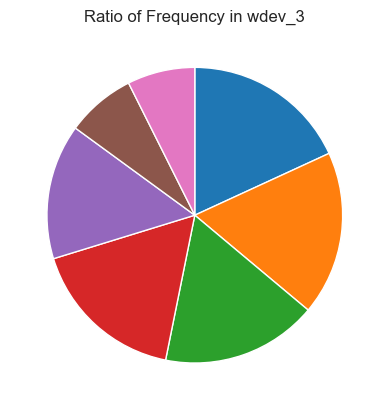 Ratio of Frequency in wdev_3